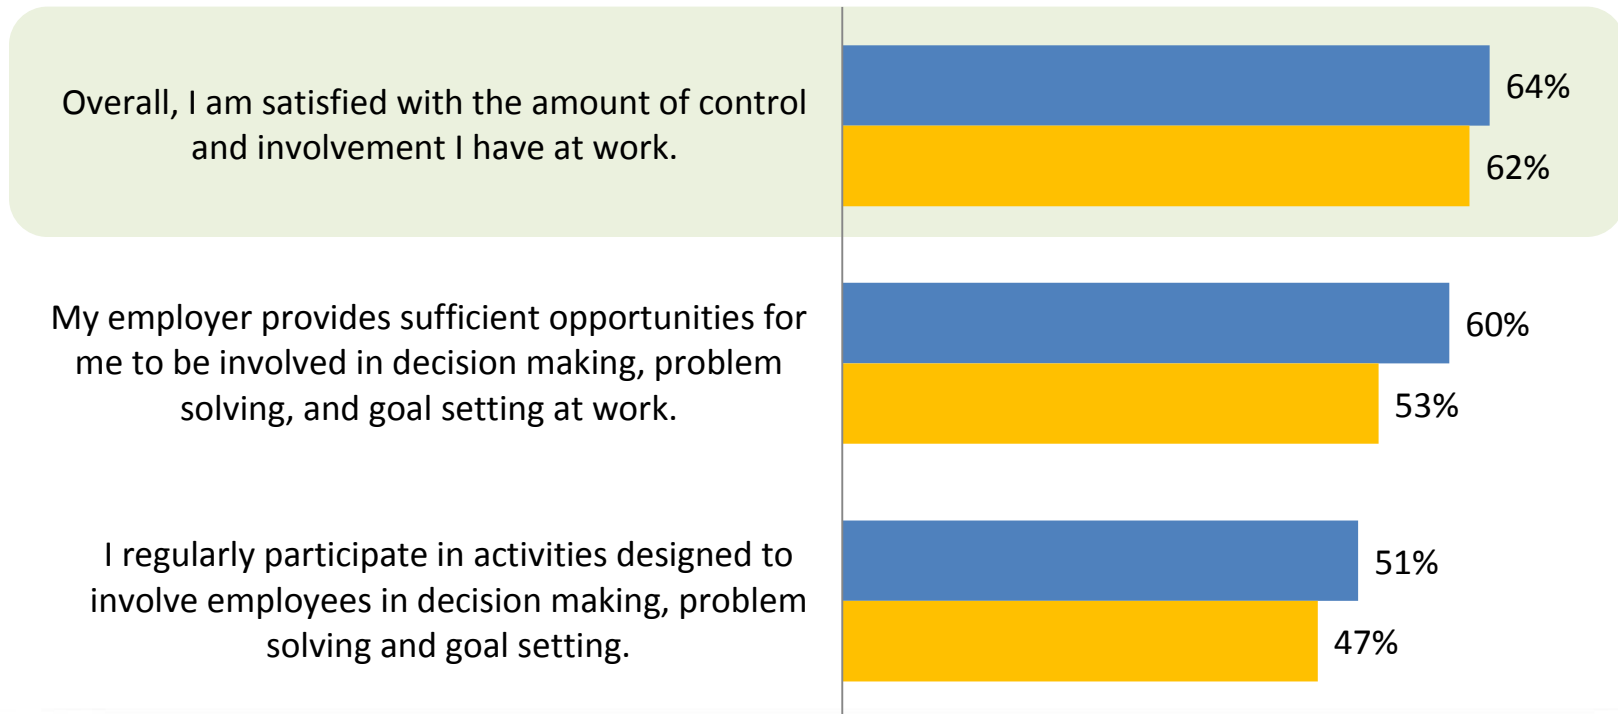 Overall, I am satisfied with the amount of control
and involvement I have at work.
64%
62%
My employer provides sufficient opportunities for
me to be involved in decision making, problem
solving, and goal setting at work.
60%
53%
I regularly participate in activities designed to
involve employees in decision making, problem
solving and goal setting.
51%
47%